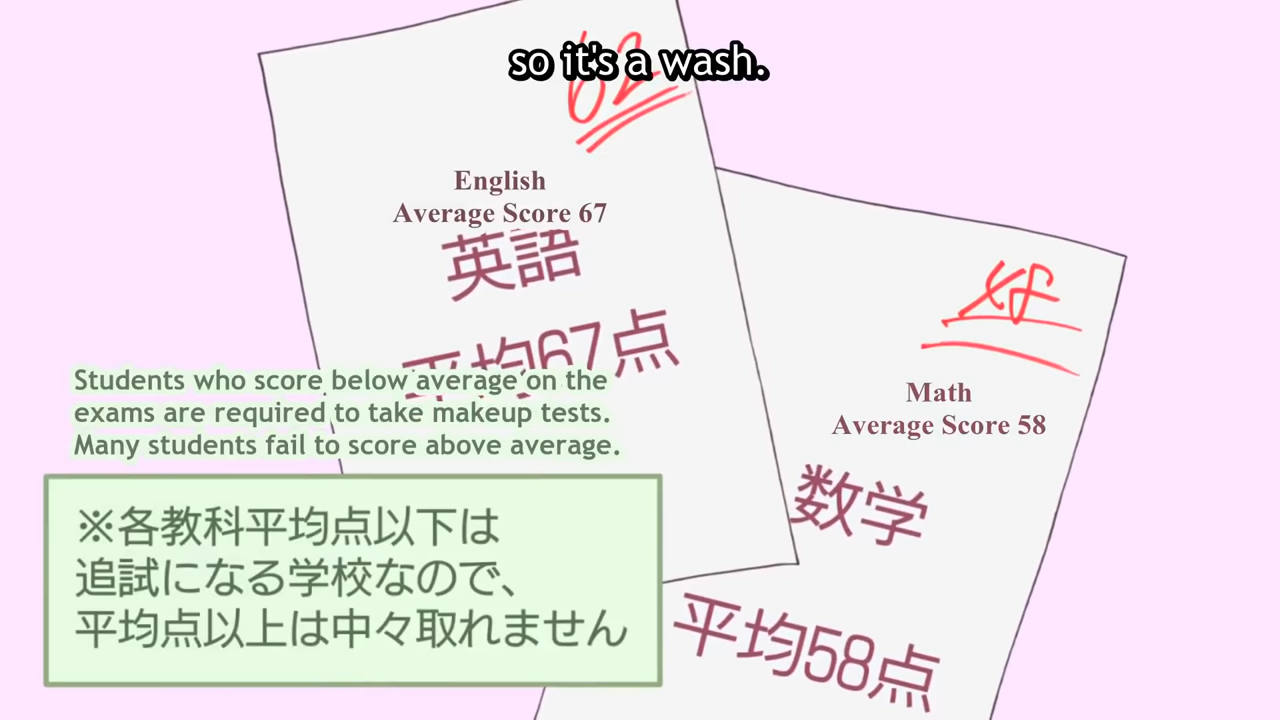 so it's a wash.
62
English
Average Score 67
英語
平均67点
Math
Average Score 58
数学
平均58点
Students who score below average on the
exams are required to take makeup tests.
Many students fail to score above average.
※各教科平均点以下は
追試になる学校なので、
平均点以上は中々取れません